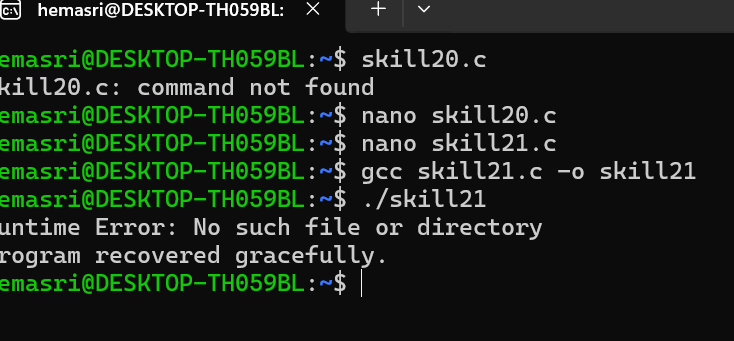 hemasri@DESKTOP-TH059BL:
emasri@DESKTOP-TH059BL:~$ skill20.c
kill20.c: command not found
emasri@DESKTOP-TH059BL:~$ nano skill20.c
emasri@DESKTOP-TH059BL:~$ nano skill21.c
emasri@DESKTOP-TH059BL:~$ gcc skill21.c -o skill21
emasri@DESKTOP-TH059BL:~$ ./skill21
untime Error: No such file or directory
rogram recovered gracefully.
emasri@DESKTOP-TH059BL:~$